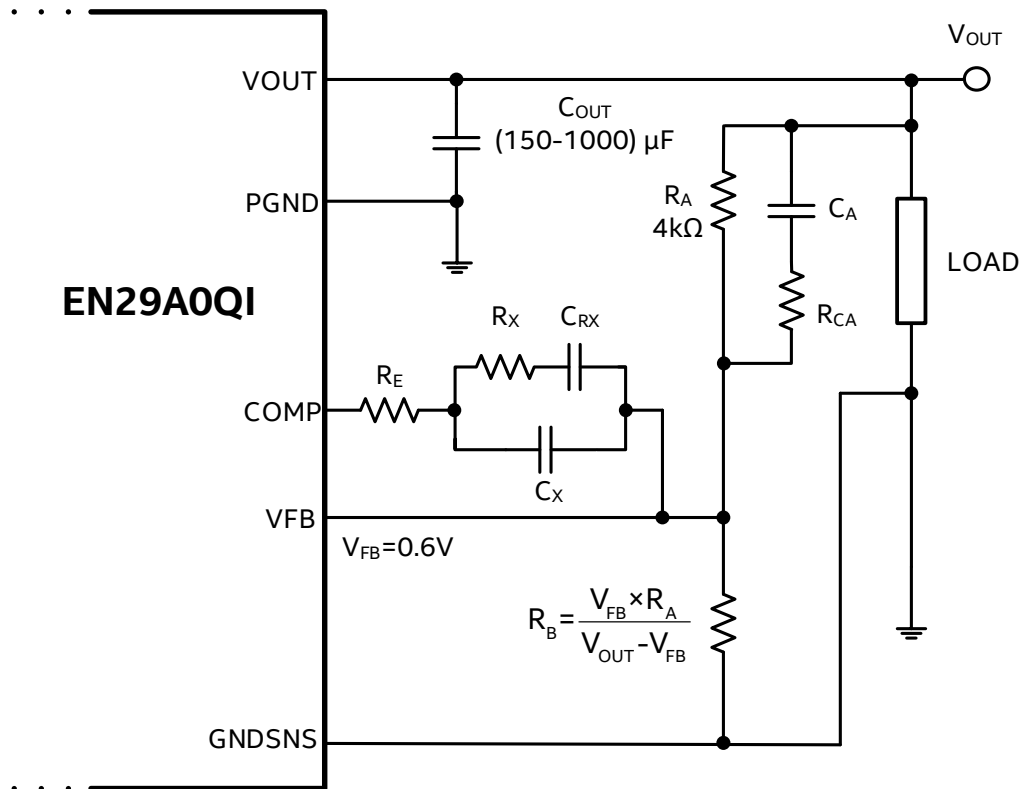 VOUT
VOUT
COUT
(150-1000) µF
PGND
RA
4kΩ
CA
LOAD
EN29A0QI
RCA
RX
CRX
RE
COMP
CX
VFB
VFB=0.6V
RB=VFB×RA
VOUT-VFB
GNDSNS